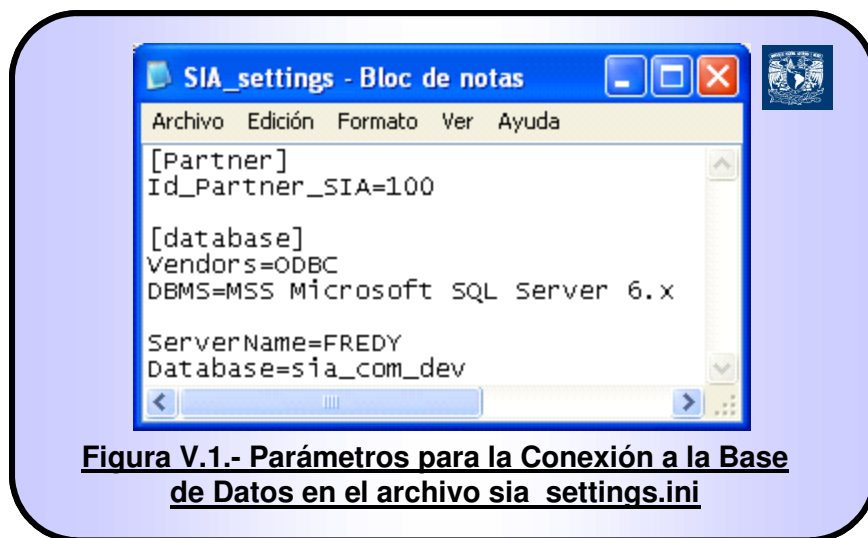 SIA_settings - Bloc de notas
Archivo Edición Formato Ver Ayuda
[Partner]
Id_Partner_SIA=100
[database]
Vendors=ODBC
DBMS=MSS Microsoft SQL Server 6.x
ServerName=FREDY
Database=sia_com_dev
Figura V.1.- Parámetros para la Conexión a la Base
de Datos en el archivo sia_settings.ini